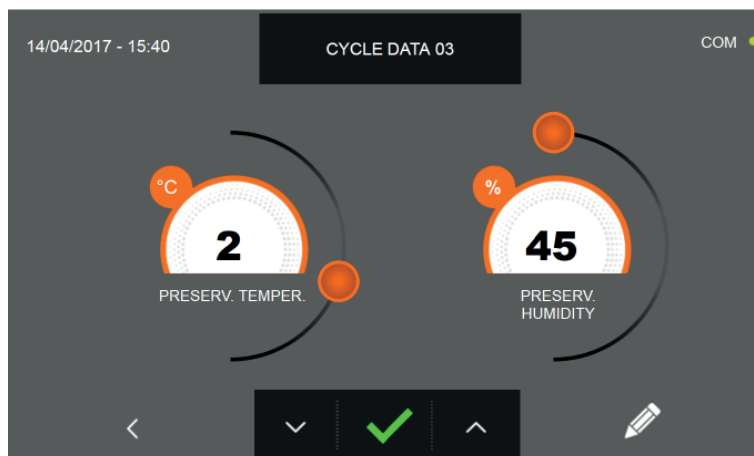 14/04/2017 - 15:40
CYCLE DATA 03
COM
°C
2
PRESERV. TEMPER.
%
45
PRESERV.
HUMIDITY